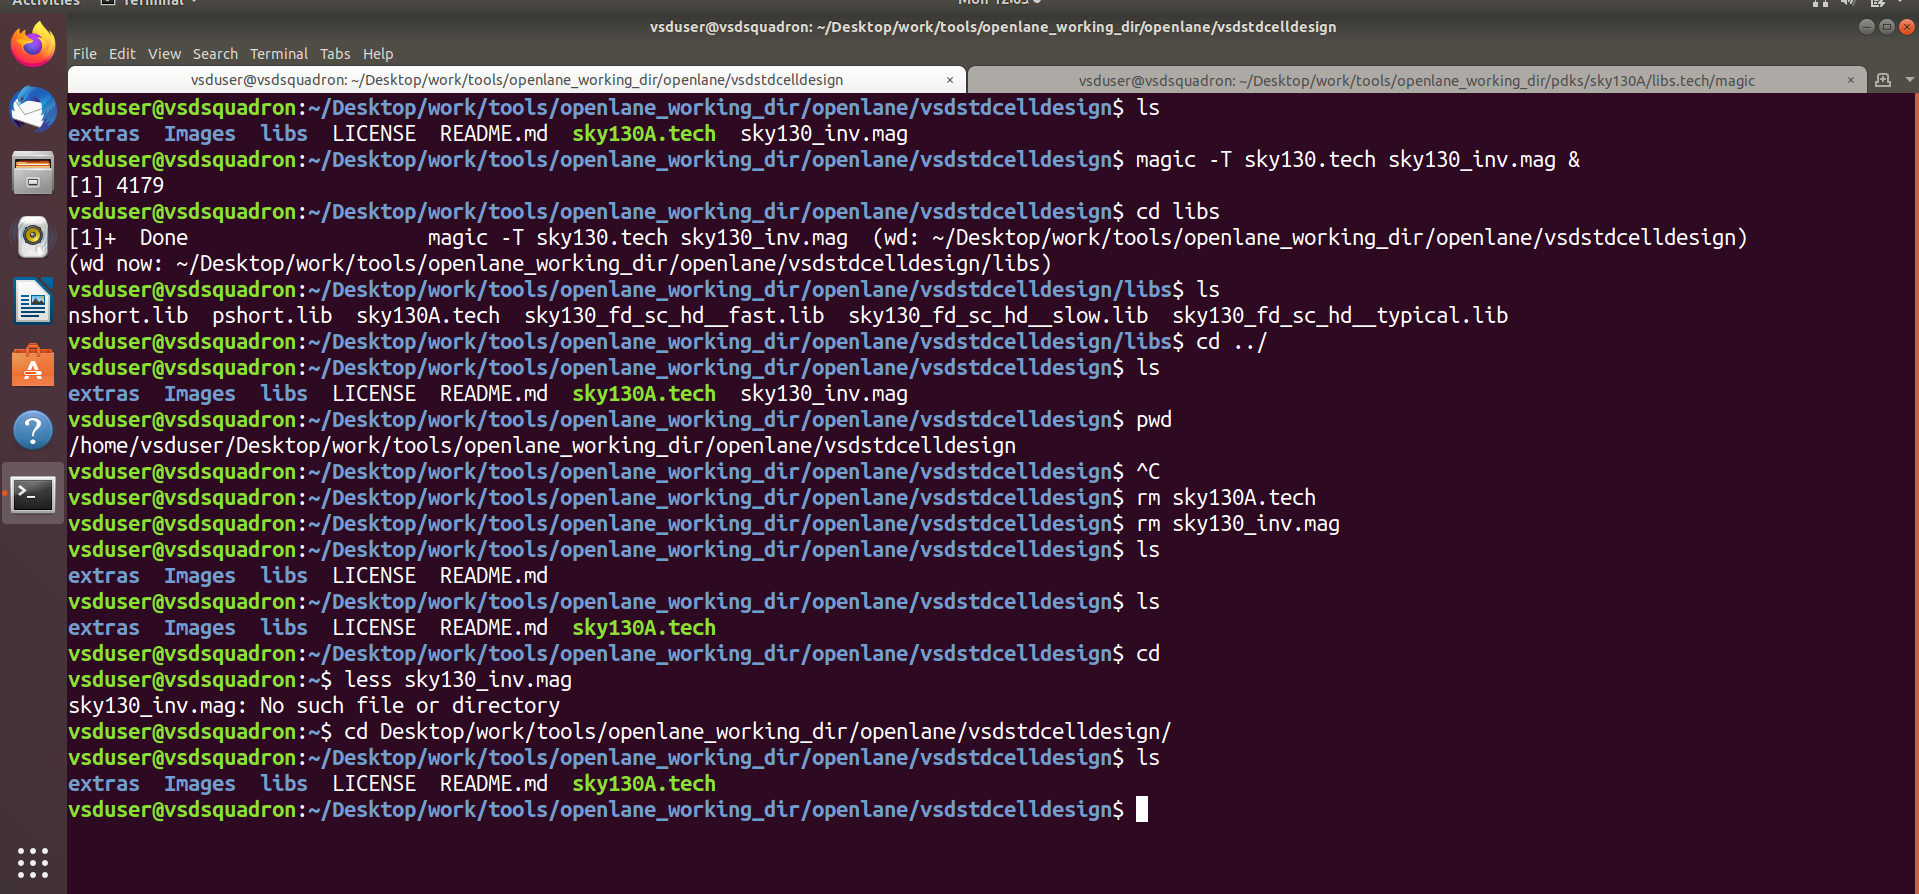 Activities Terminal
Mon 12:03
vsduser@vsdsquadron: ~/Desktop/work/tools/openlane_working_dir/openlane/vsdstdcelldesign
File Edit View Search Terminal Tabs Help
vsduser@vsdsquadron: ~/Desktop/work/tools/openlane_working_dir/openlane/vsdstdcelldesign × vsduser@vsdsquadron: ~/Desktop/work/tools/openlane_working_dir/pdks/sky130A/libs.tech/magic ×
vsduser@vsdsquadron:~/Desktop/work/tools/openlane_working_dir/openlane/vsdstdcelldesign$ ls
extras Images libs LICENSE README.md sky130A.tech sky130_inv.mag
vsduser@vsdsquadron:~/Desktop/work/tools/openlane_working_dir/openlane/vsdstdcelldesign$ magic -T sky130.tech sky130_inv.mag &
[1] 4179
vsduser@vsdsquadron:~/Desktop/work/tools/openlane_working_dir/openlane/vsdstdcelldesign$ cd libs
[1]+ Done magic -T sky130.tech sky130_inv.mag (wd: ~/Desktop/work/tools/openlane_working_dir/openlane/vsdstdcelldesign)
(wd now: ~/Desktop/work/tools/openlane_working_dir/openlane/vsdstdcelldesign/libs)
vsduser@vsdsquadron:~/Desktop/work/tools/openlane_working_dir/openlane/vsdstdcelldesign/libs$ ls
nshort.lib pshort.lib sky130A.tech sky130_fd_sc_hd__fast.lib sky130_fd_sc_hd__slow.lib sky130_fd_sc_hd__typical.lib
vsduser@vsdsquadron:~/Desktop/work/tools/openlane_working_dir/openlane/vsdstdcelldesign/libs$ cd ../
vsduser@vsdsquadron:~/Desktop/work/tools/openlane_working_dir/openlane/vsdstdcelldesign$ ls
extras Images libs LICENSE README.md sky130A.tech sky130_inv.mag
vsduser@vsdsquadron:~/Desktop/work/tools/openlane_working_dir/openlane/vsdstdcelldesign$ pwd
/home/vsduser/Desktop/work/tools/openlane_working_dir/openlane/vsdstdcelldesign
vsduser@vsdsquadron:~/Desktop/work/tools/openlane_working_dir/openlane/vsdstdcelldesign$ ^C
vsduser@vsdsquadron:~/Desktop/work/tools/openlane_working_dir/openlane/vsdstdcelldesign$ rm sky130A.tech
vsduser@vsdsquadron:~/Desktop/work/tools/openlane_working_dir/openlane/vsdstdcelldesign$ rm sky130_inv.mag
vsduser@vsdsquadron:~/Desktop/work/tools/openlane_working_dir/openlane/vsdstdcelldesign$ ls
extras Images libs LICENSE README.md
vsduser@vsdsquadron:~/Desktop/work/tools/openlane_working_dir/openlane/vsdstdcelldesign$ ls
extras Images libs LICENSE README.md sky130A.tech
vsduser@vsdsquadron:~/Desktop/work/tools/openlane_working_dir/openlane/vsdstdcelldesign$ cd
vsduser@vsdsquadron:~$ less sky130_inv.mag
sky130_inv.mag: No such file or directory
vsduser@vsdsquadron:~$ cd Desktop/work/tools/openlane_working_dir/openlane/vsdstdcelldesign/
vsduser@vsdsquadron:~/Desktop/work/tools/openlane_working_dir/openlane/vsdstdcelldesign$ ls
extras Images libs LICENSE README.md sky130A.tech
vsduser@vsdsquadron:~/Desktop/work/tools/openlane_working_dir/openlane/vsdstdcelldesign$